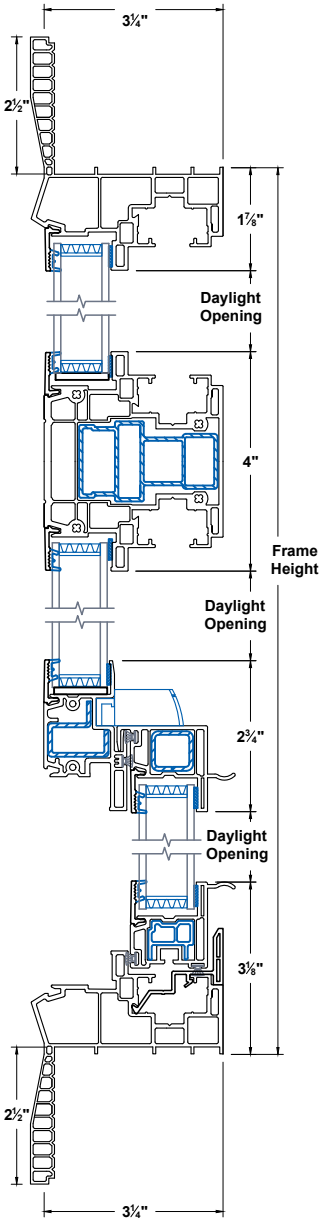 3¼"
2½"
1⅞"
Daylight
Opening
4"
Frame
Height
Daylight
Opening
2¾"
Daylight
Opening
3⅛"
2½"
3¼"